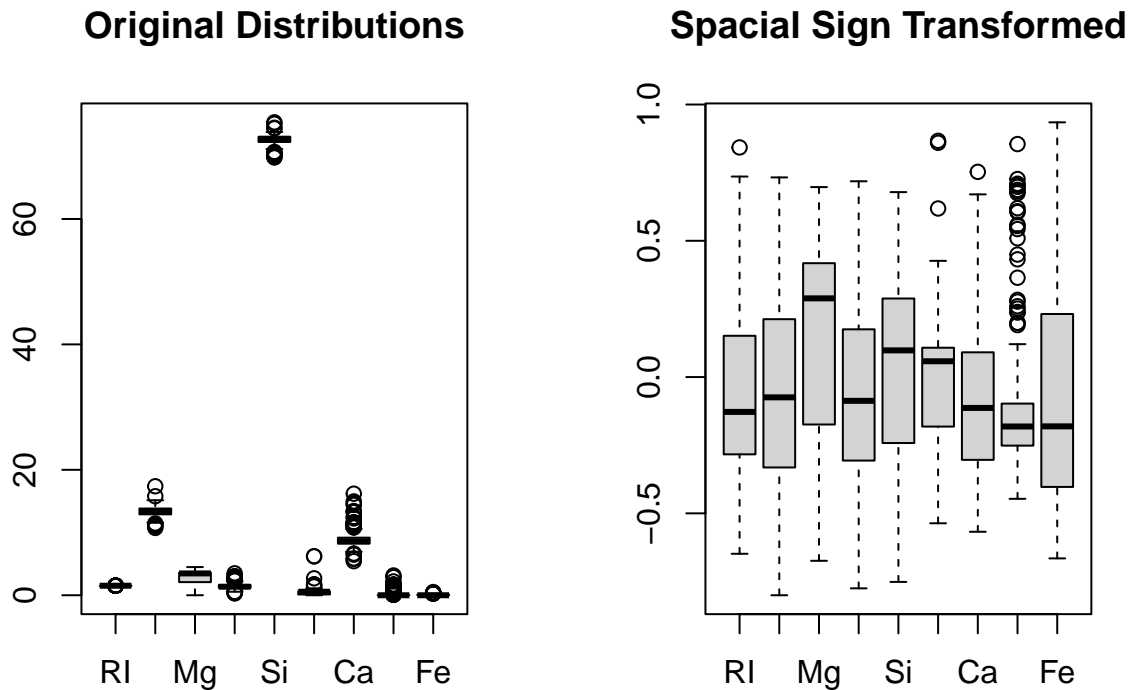 Original Distributions
0
20
40
60
RI Mg Si Ca Fe
Spacial Sign Transformed
−0.5
0.0
0.5
1.0
RI Mg Si Ca Fe